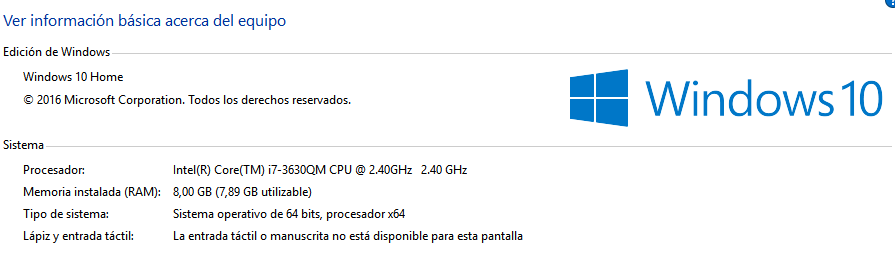 Ver información básica acerca del equipo
Edición de Windows
Windows 10 Home
© 2016 Microsoft Corporation. Todos los derechos reservados.
Windows 10
Sistema
Procesador: Intel(R) Core(TM) i7-3630QM CPU @ 2.40GHz 2.40 GHz
Memoria instalada (RAM): 8,00 GB (7,89 GB utilizable)
Tipo de sistema: Sistema operativo de 64 bits, procesador x64
Lápiz y entrada táctil: La entrada táctil o manuscrita no está disponible para esta pantalla